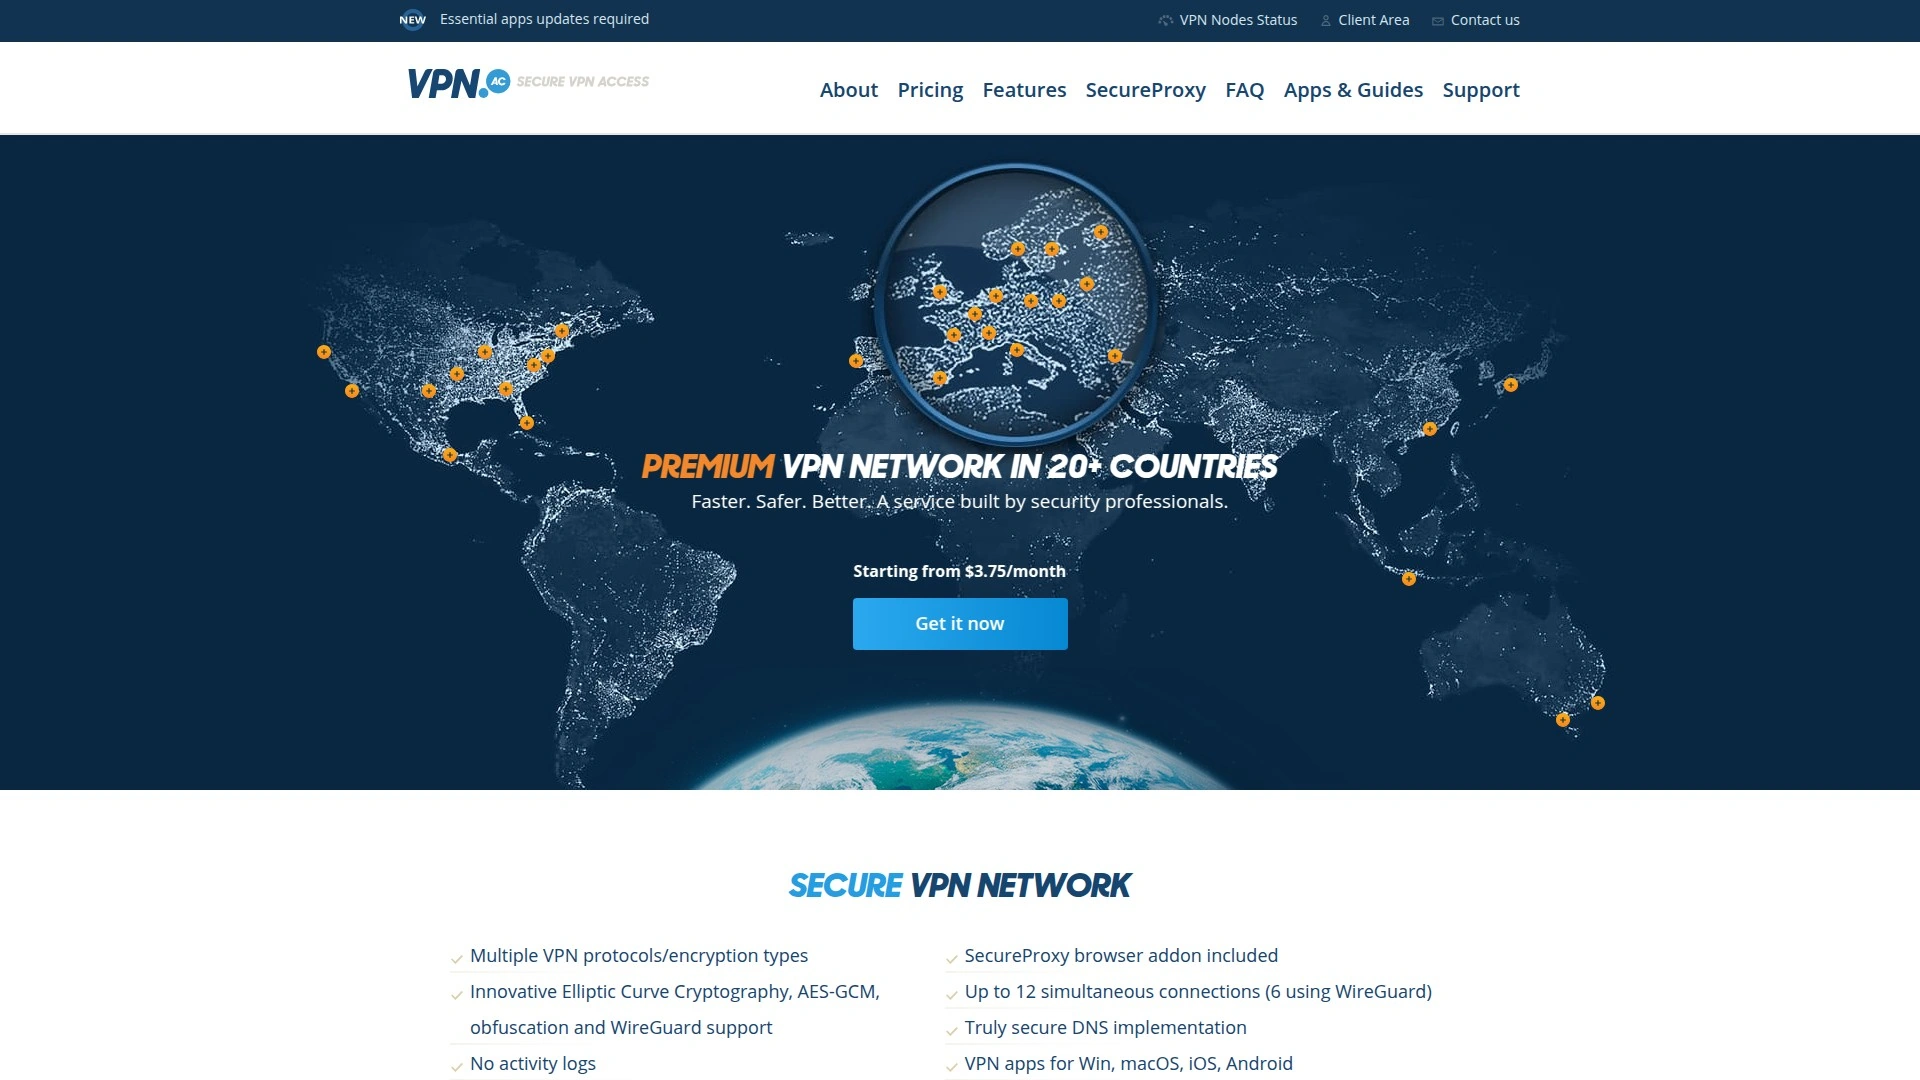 NEW Essential apps updates required
VPN Nodes Status Client Area Contact us
VPN. AC SECURE VPN ACCESS
About Pricing Features SecureProxy FAQ Apps & Guides Support
PREMIUM VPN NETWORK IN 20+ COUNTRIES
Faster. Safer. Better. A service built by security professionals.
Starting from $3.75/month
Get it now
SECURE VPN NETWORK
Multiple VPN protocols/encryption types
Innovative Elliptic Curve Cryptography, AES-GCM,
obfuscation and WireGuard support
No activity logs
SecureProxy browser addon included
Up to 12 simultaneous connections (6 using WireGuard)
Truly secure DNS implementation
VPN apps for Win, macOS, iOS, Android